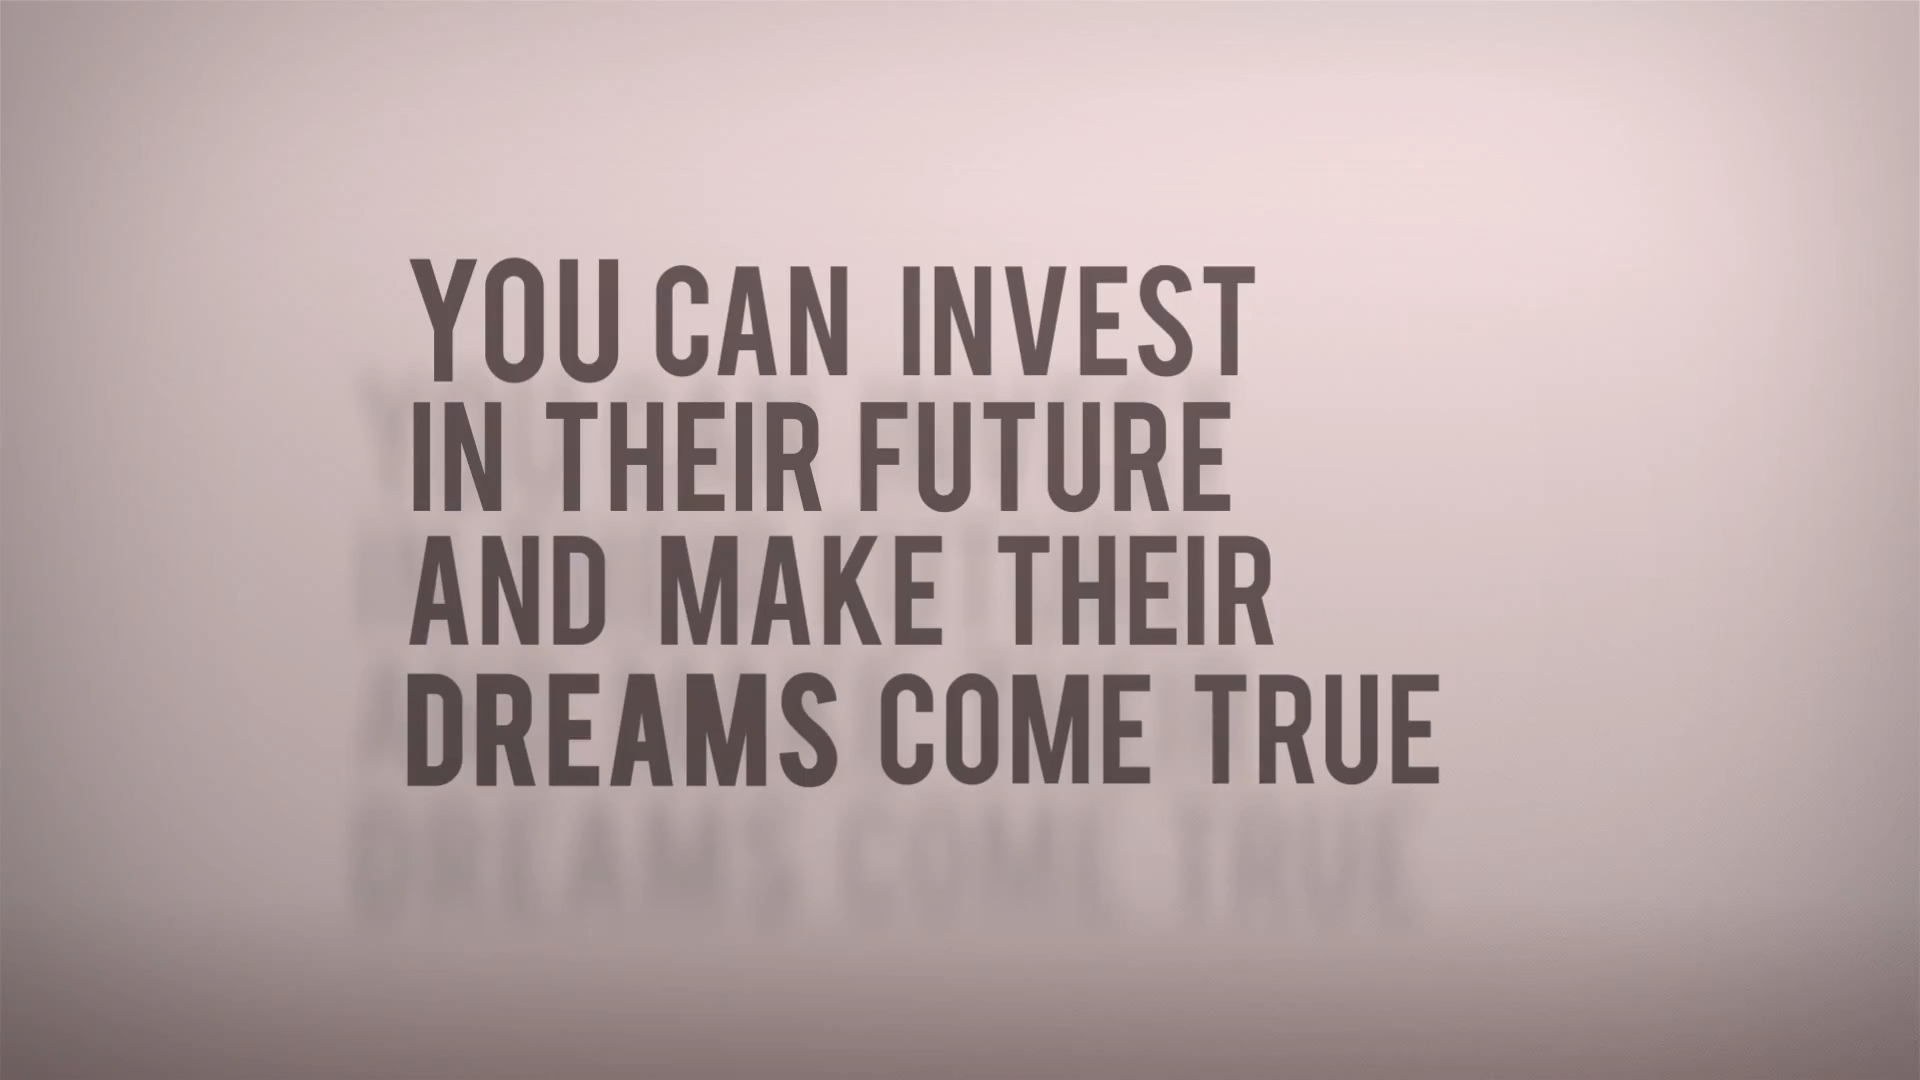 YOU CAN INVEST
IN THEIR FUTURE
AND MAKE THEIR
DREAMS COME TRUE